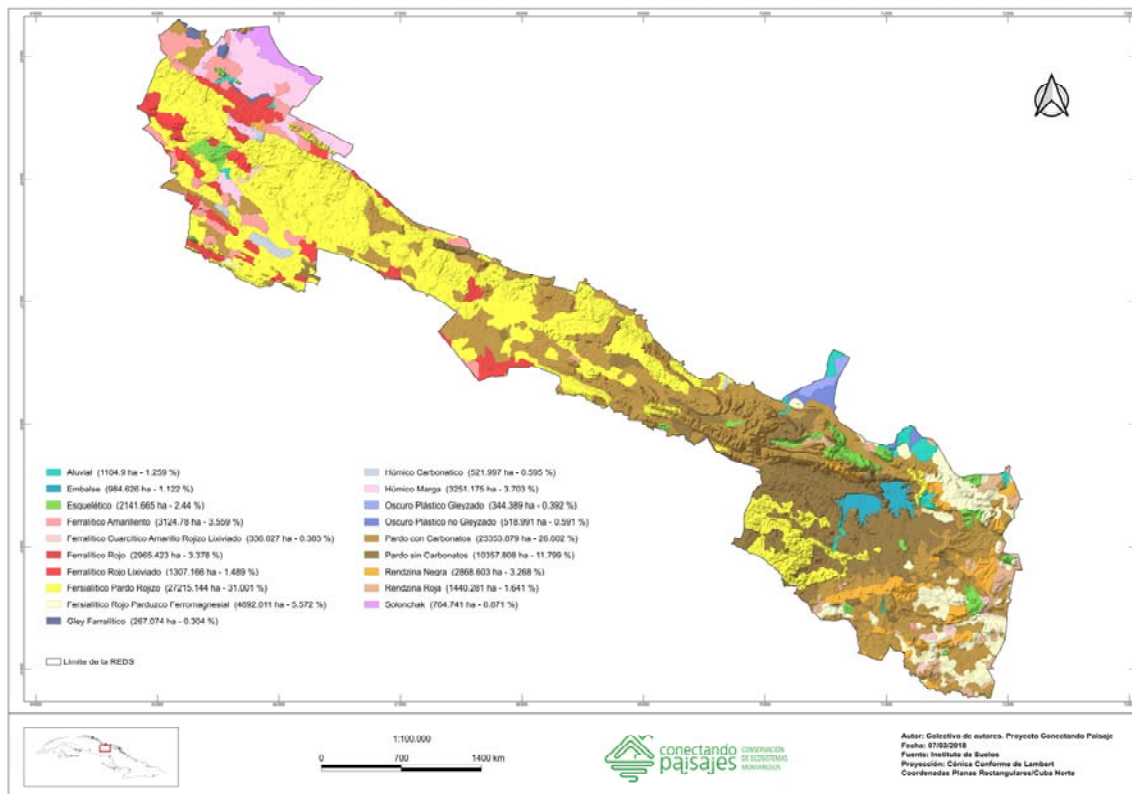 Aluvial (1104.9 ha - 1.259 %)
Embalse (984.626 ha - 1.122 %)
Esquelético (2141.665 ha - 2.44 %)
Ferralítico Amarillento (3124.78 ha - 3.559 %)
Ferralítico Cuarcítico Amarillo Rojizo Lixiviado (336.027 ha - 0.383 %)
Ferralítico Rojo (2965.423 ha - 3.378 %)
Ferralítico Rojo Lixiviado (1307.166 ha - 1.489 %)
Fersialítico Pardo Rojizo (27215.144 ha - 31.001 %)
Fersialítico Rojo Parduzco Ferromagnesial (4892.011 ha - 5.572 %)
Gley Farralítico (267.074 ha - 0.304 %)
Límite de la REDS
Húmico Carbonatico (521.997 ha - 0.595 %)
Húmico Marga (3251.175 ha - 3.703 %)
Oscuro Plástico Gleyzado (344.389 ha - 0.392 %)
Oscuro Plástico no Gleyzado (518.991 ha - 0.591 %)
Pardo con Carbonatos (23353.879 ha - 26.602 %)
Pardo sin Carbonatos (10357.808 ha - 11.799 %)
Rendzina Negra (2868.603 ha - 3.268 %)
Rendzina Roja (1440.281 ha - 1.641 %)
Solonchak (764.741 ha - 0.871 %)
1:100.000
0 700 1400 km
conectando
paisajes
CONSERVACIÓN
DE ECOSISTEMAS
MONTAÑOSOS
Autor: Colectivo de autores. Proyecto Conectando Paisaje
Fecha: 07/03/2018
Fuente: Instituto de Suelos
Proyección: Cónica Conforme de Lambert
Coordenadas Planas Rectangulares/Cuba Norte